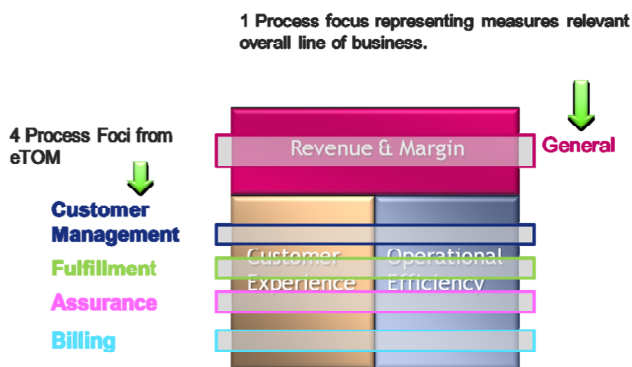 1 Process focus representing measures relevant
overall line of business.
4 Process Foci from
eTOM
Revenue & Margin
General
Customer
Management
Fulfillment
Assurance
Billing
Customer
Experience
Operational
Efficiency